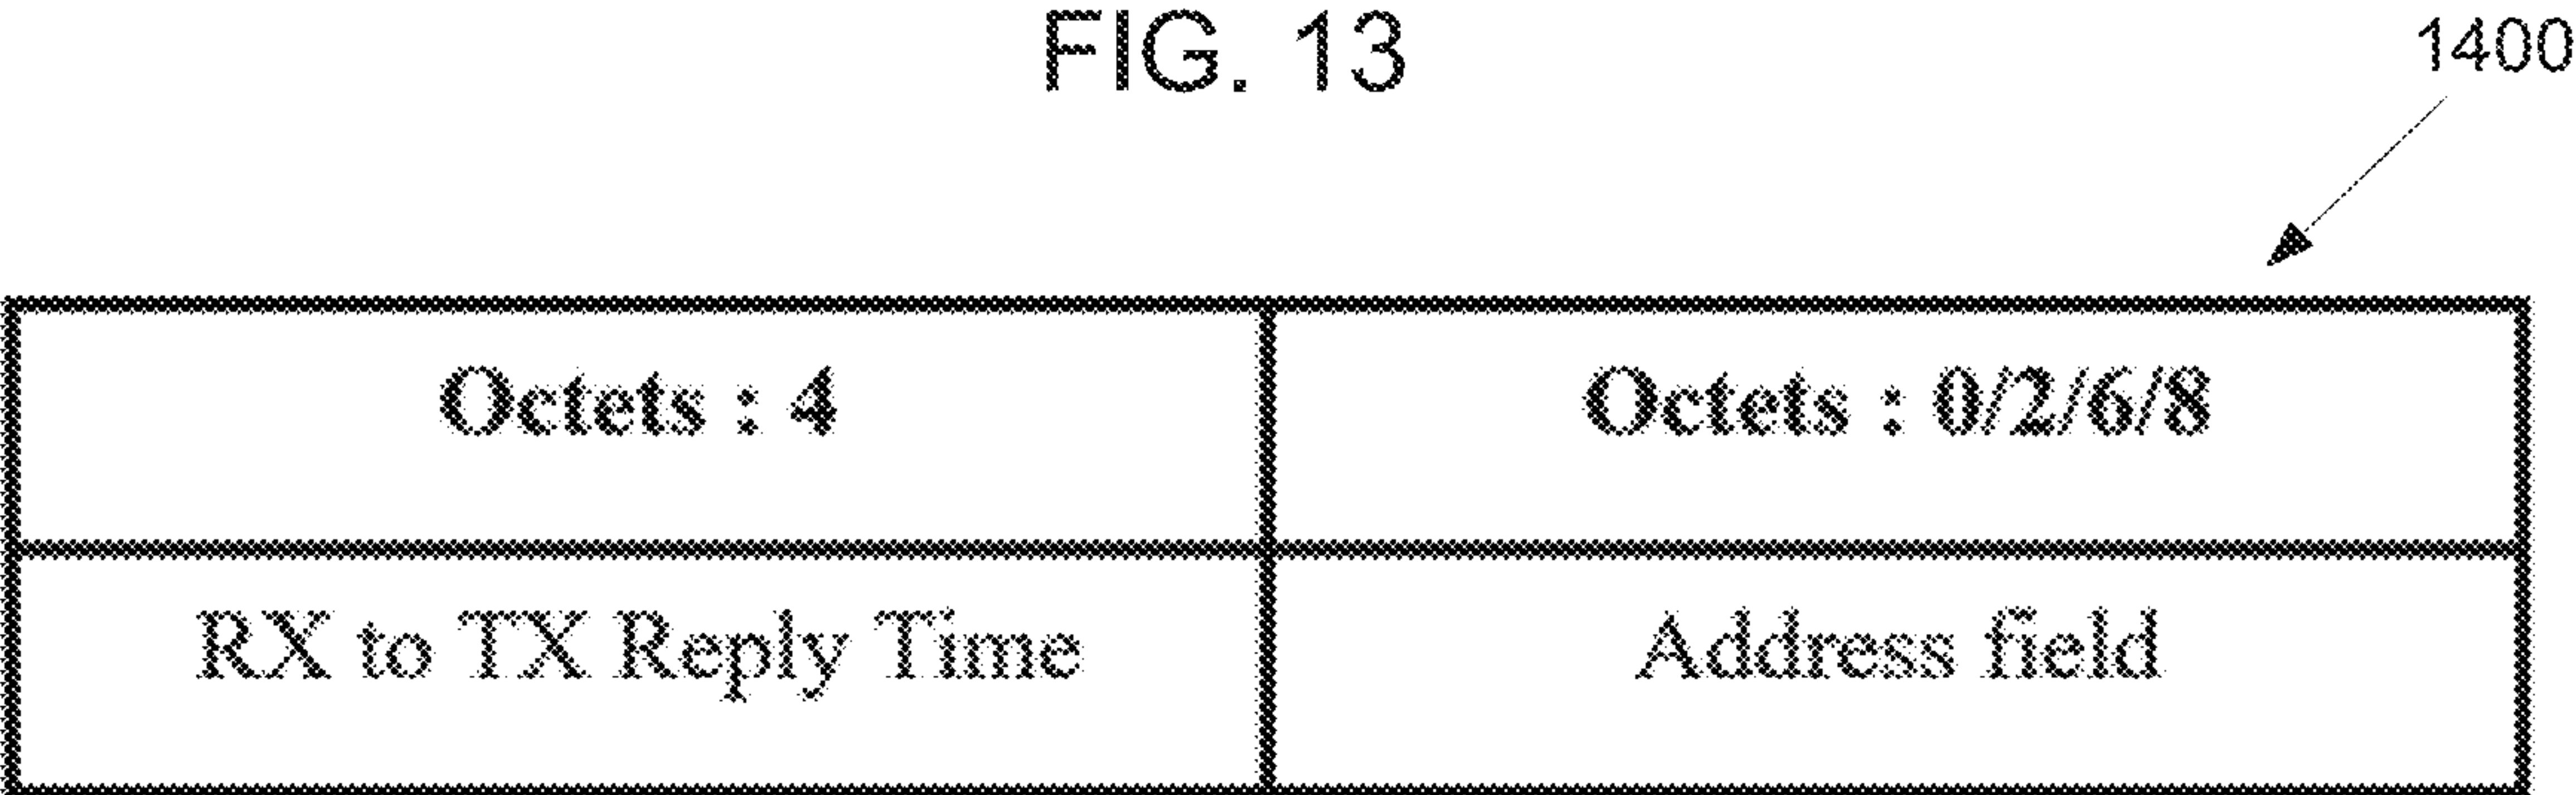 FIG. 13
1400
Octets : 4
Octets : 0/2/6/8
RX to TX Reply Time
Address field